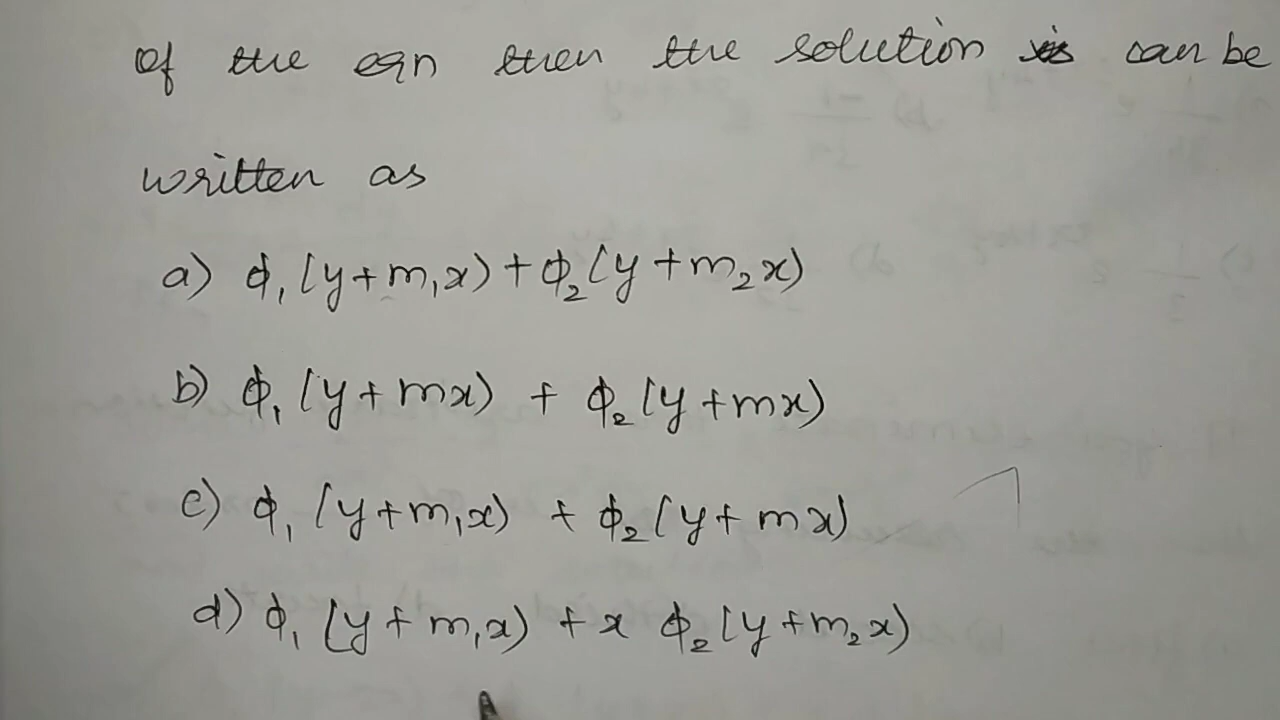 of the eqn then the solution is can be
written as
a) ϕ₁(y+m₁x)+ϕ₂(y+m₂x)
b) ϕ₁(y+mx) + ϕ₂(y+mx)
c) ϕ₁(y+m₁x) + ϕ₂(y+mx)
d) ϕ₁(y+m₁x) + x ϕ₂(y+m₂x)